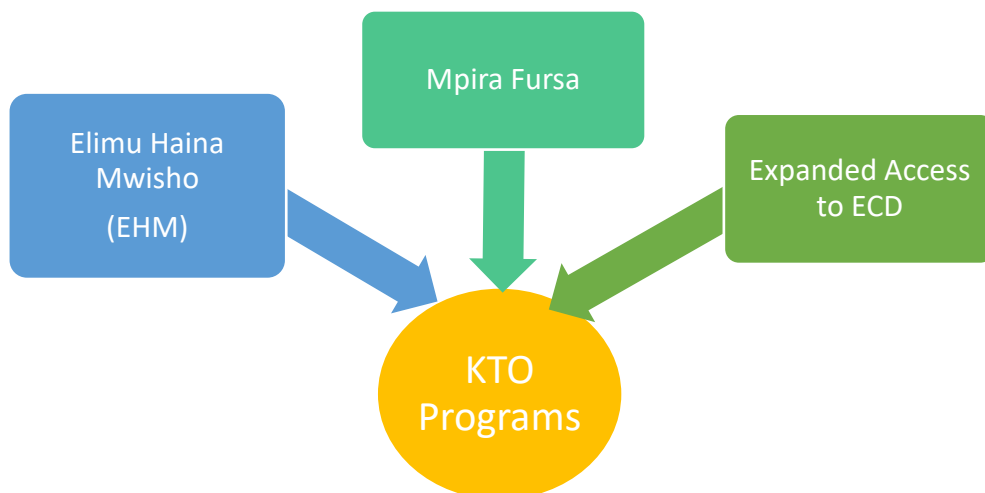 Elimu Haina
Mwisho
(EHM)
Mpira Fursa
Expanded Access
to ECD
KTO
Programs